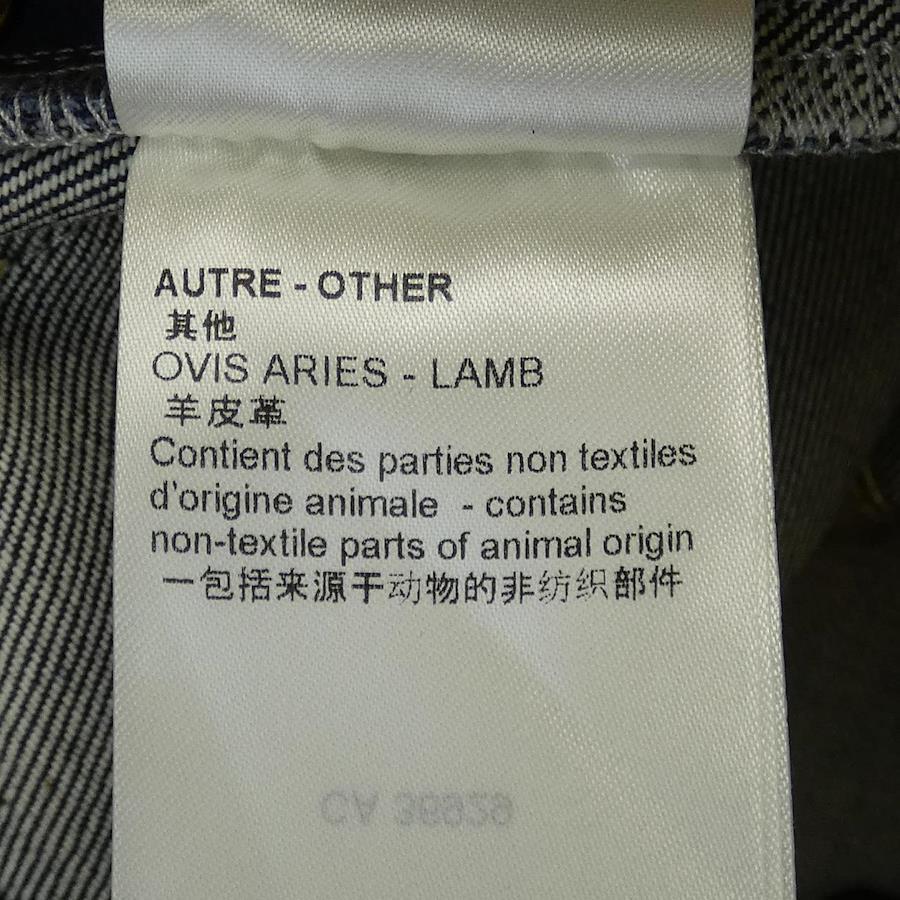 AUTRE - OTHER
其他
OVIS ARIES - LAMB
羊皮革
Contient des parties non textiles
d'origine animale - contains
non-textile parts of animal origin
一包括来源于动物的非纺织部件
CA 36929